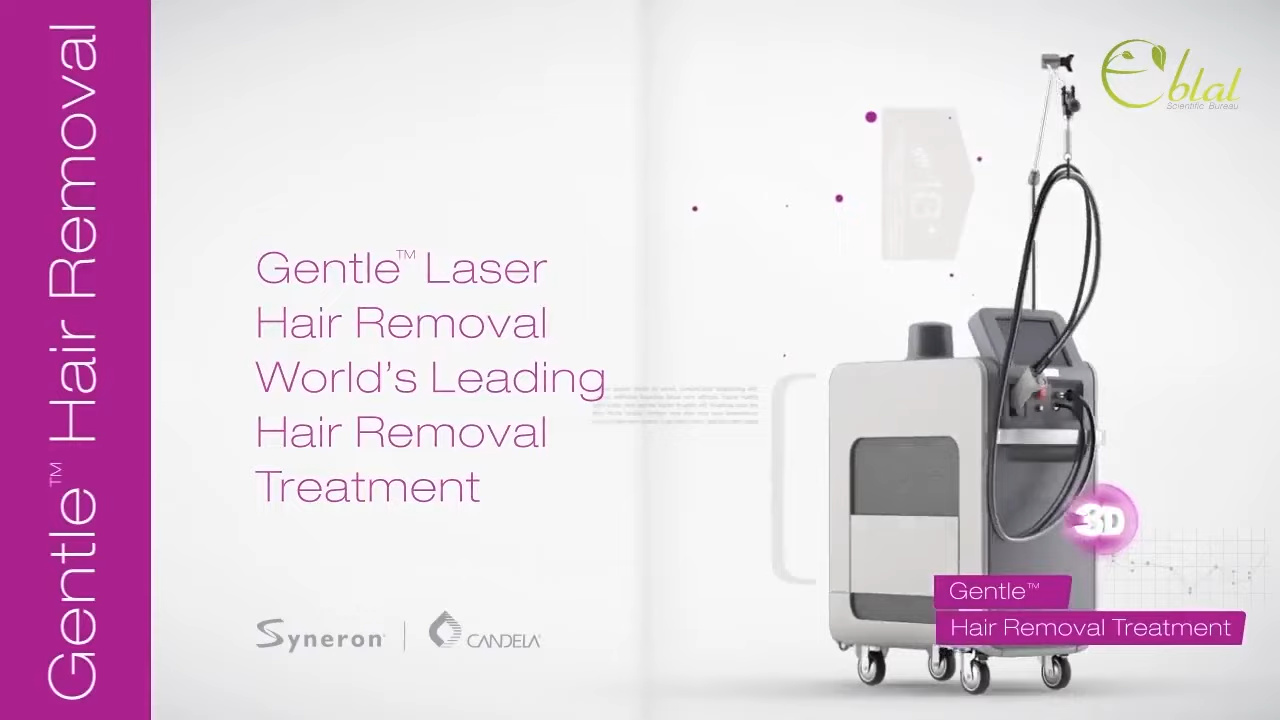 Gentle™ Hair Removal
Gentle™ Laser
Hair Removal
World's Leading
Hair Removal
Treatment
Syneron
CANDELA
eblal
Scientific Bureau
3D
Gentle™
Hair Removal Treatment